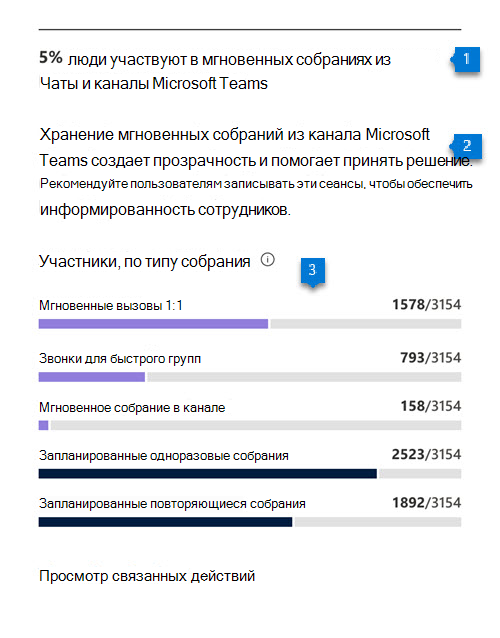 5% люди участвуют в мгновенных собраниях из
1
Чаты и каналы Microsoft Teams
Хранение мгновенных собраний из канала Microsoft
2
Teams создает прозрачность и помогает принять решение.
Рекомендуйте пользователям записывать эти сеансы, чтобы обеспечить
информированность сотрудников.
Участники, по типу собрания
3
Мгновенные вызовы 1:1 1578/3154
Звонки для быстрого групп 793/3154
Мгновенное собрание в канале 158/3154
Запланированные одноразовые собрания 2523/3154
Запланированные повторяющиеся собрания 1892/3154
Просмотр связанных действий